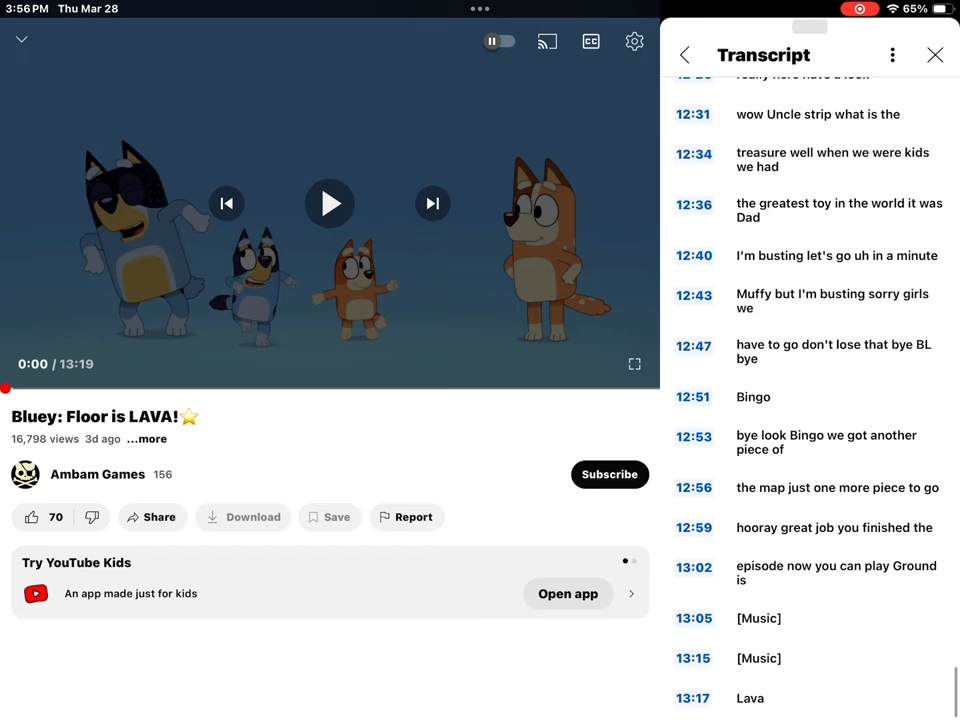 3:56 PM Thu Mar 28
65%
CC
0:00 / 13:19
Bluey: Floor is LAVA!⭐
16,798 views 3d ago ...more
Ambam Games 156
Subscribe
70
Share
Download
Save
Report
Try YouTube Kids
An app made just for kids
Open app
Transcript
12:31 wow Uncle strip what is the
12:34 treasure well when we were kids
we had
12:36 the greatest toy in the world it was
Dad
12:40 I'm busting let's go uh in a minute
12:43 Muffy but I'm busting sorry girls
we
12:47 have to go don't lose that bye BL
bye
12:51 Bingo
12:53 bye look Bingo we got another
piece of
12:56 the map just one more piece to go
12:59 hooray great job you finished the
13:02 episode now you can play Ground
is
13:05 [Music]
13:15 [Music]
13:17 Lava